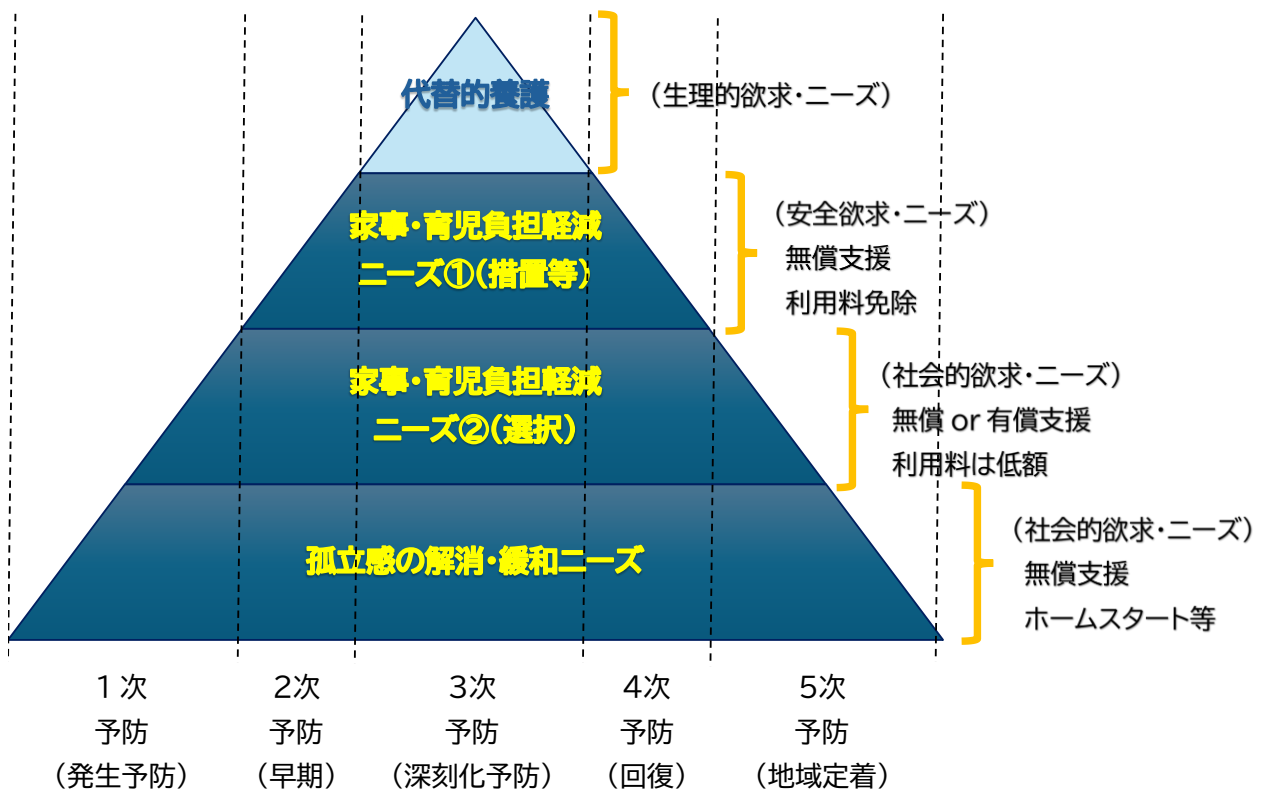 代替的養護
（生理的欲求・ニーズ）
家事・育児負担軽減
ニーズ①（措置等）
（安全欲求・ニーズ）
無償支援
利用料免除
家事・育児負担軽減
ニーズ②（選択）
（社会的欲求・ニーズ）
無償 or 有償支援
利用料は低額
孤立感の解消・緩和ニーズ
（社会的欲求・ニーズ）
無償支援
ホームスタート等
1次
予防
（発生予防）
2次
予防
（早期）
3次
予防
（深刻化予防）
4次
予防
（回復）
5次
予防
（地域定着）